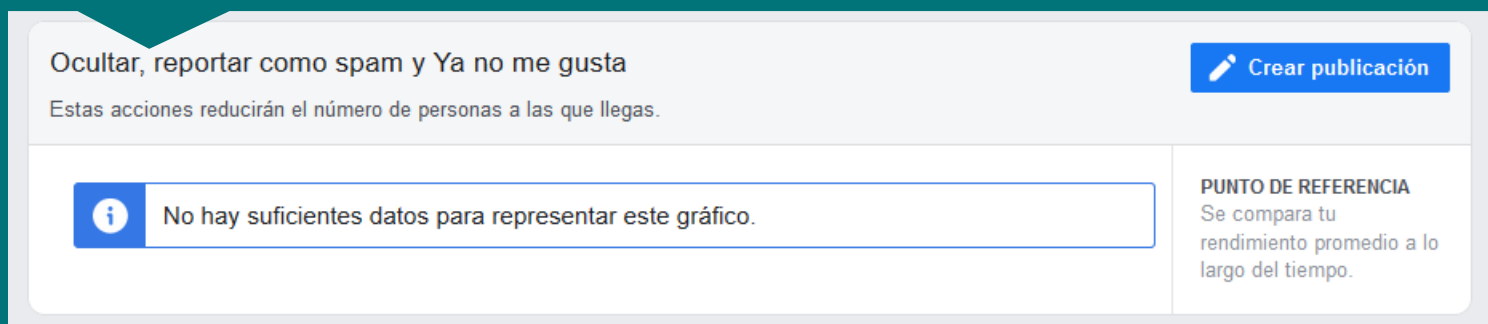 Ocultar, reportar como spam y Ya no me gusta
Crear publicación
Estas acciones reducirán el número de personas a las que llegas.
No hay suficientes datos para representar este gráfico.
PUNTO DE REFERENCIA
Se compara tu
rendimiento promedio a lo
largo del tiempo.